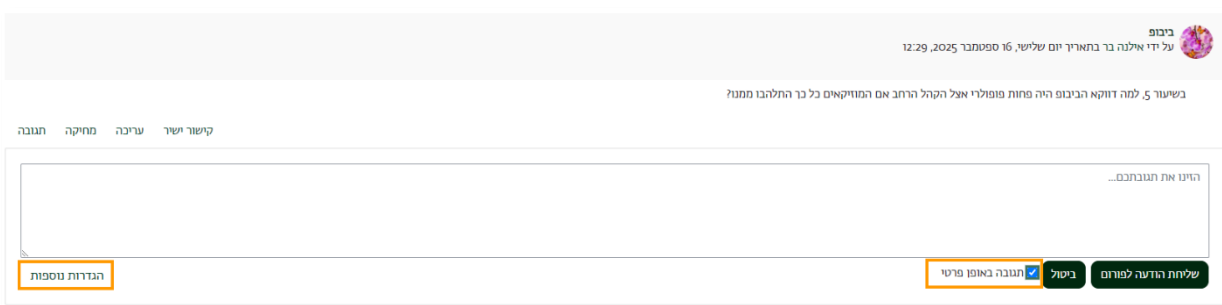 ביבופ
על ידי אילנה בר בתאריך יום שלישי, 16 ספטמבר 2025, 12:29
בשיעור 5, למה דווקא הביבופ היה פחות פופולרי אצל הקהל הרחב אם המוזיקאים כל כך התלהבו ממנו?
קישור ישיר עריכה מחיקה תגובה
הזינו את תגובתכם...
שליחת הודעה לפורום ביטול תגובה באופן פרטי הגדרות נוספות